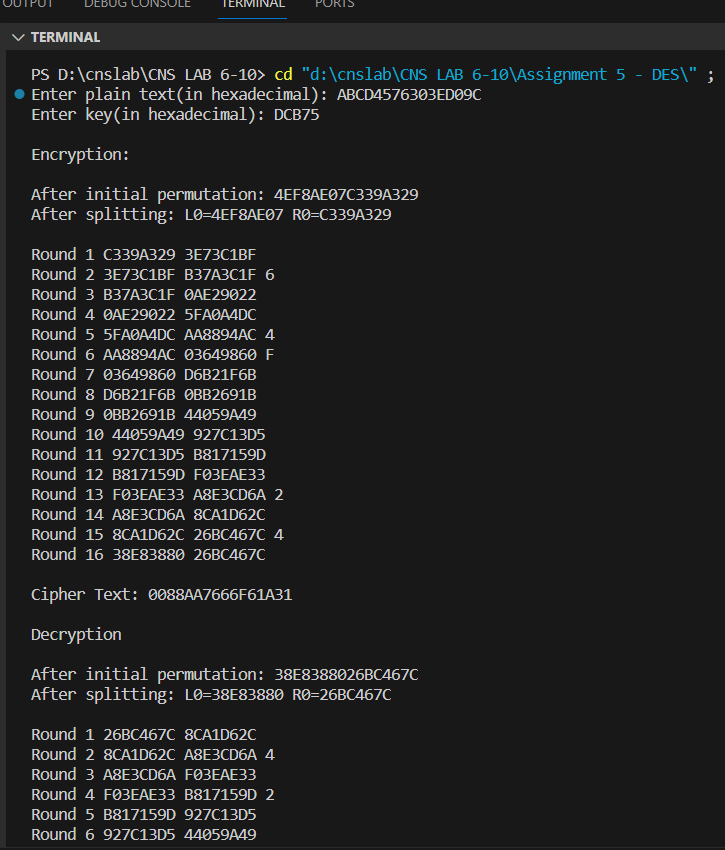 OUTPUT DEBUG CONSOLE TERMINAL PORTS
TERMINAL
PS D:\cnslab\CNS LAB 6-10> cd "d:\cnslab\CNS LAB 6-10\Assignment 5 - DES\" ;
Enter plain text(in hexadecimal): ABCD4576303ED09C
Enter key(in hexadecimal): DCB75
Encryption:
After initial permutation: 4EF8AE07C339A329
After splitting: L0=4EF8AE07 R0=C339A329
Round 1 C339A329 3E73C1BF
Round 2 3E73C1BF B37A3C1F 6
Round 3 B37A3C1F 0AE29022
Round 4 0AE29022 5FA0A4DC
Round 5 5FA0A4DC AA8894AC 4
Round 6 AA8894AC 03649860 F
Round 7 03649860 D6B21F6B
Round 8 D6B21F6B 0BB2691B
Round 9 0BB2691B 44059A49
Round 10 44059A49 927C13D5
Round 11 927C13D5 B817159D
Round 12 B817159D F03EAE33
Round 13 F03EAE33 A8E3CD6A 2
Round 14 A8E3CD6A 8CA1D62C
Round 15 8CA1D62C 26BC467C 4
Round 16 38E83880 26BC467C
Cipher Text: 0088AA7666F61A31
Decryption
After initial permutation: 38E8388026BC467C
After splitting: L0=38E83880 R0=26BC467C
Round 1 26BC467C 8CA1D62C
Round 2 8CA1D62C A8E3CD6A 4
Round 3 A8E3CD6A F03EAE33
Round 4 F03EAE33 B817159D 2
Round 5 B817159D 927C13D5
Round 6 927C13D5 44059A49